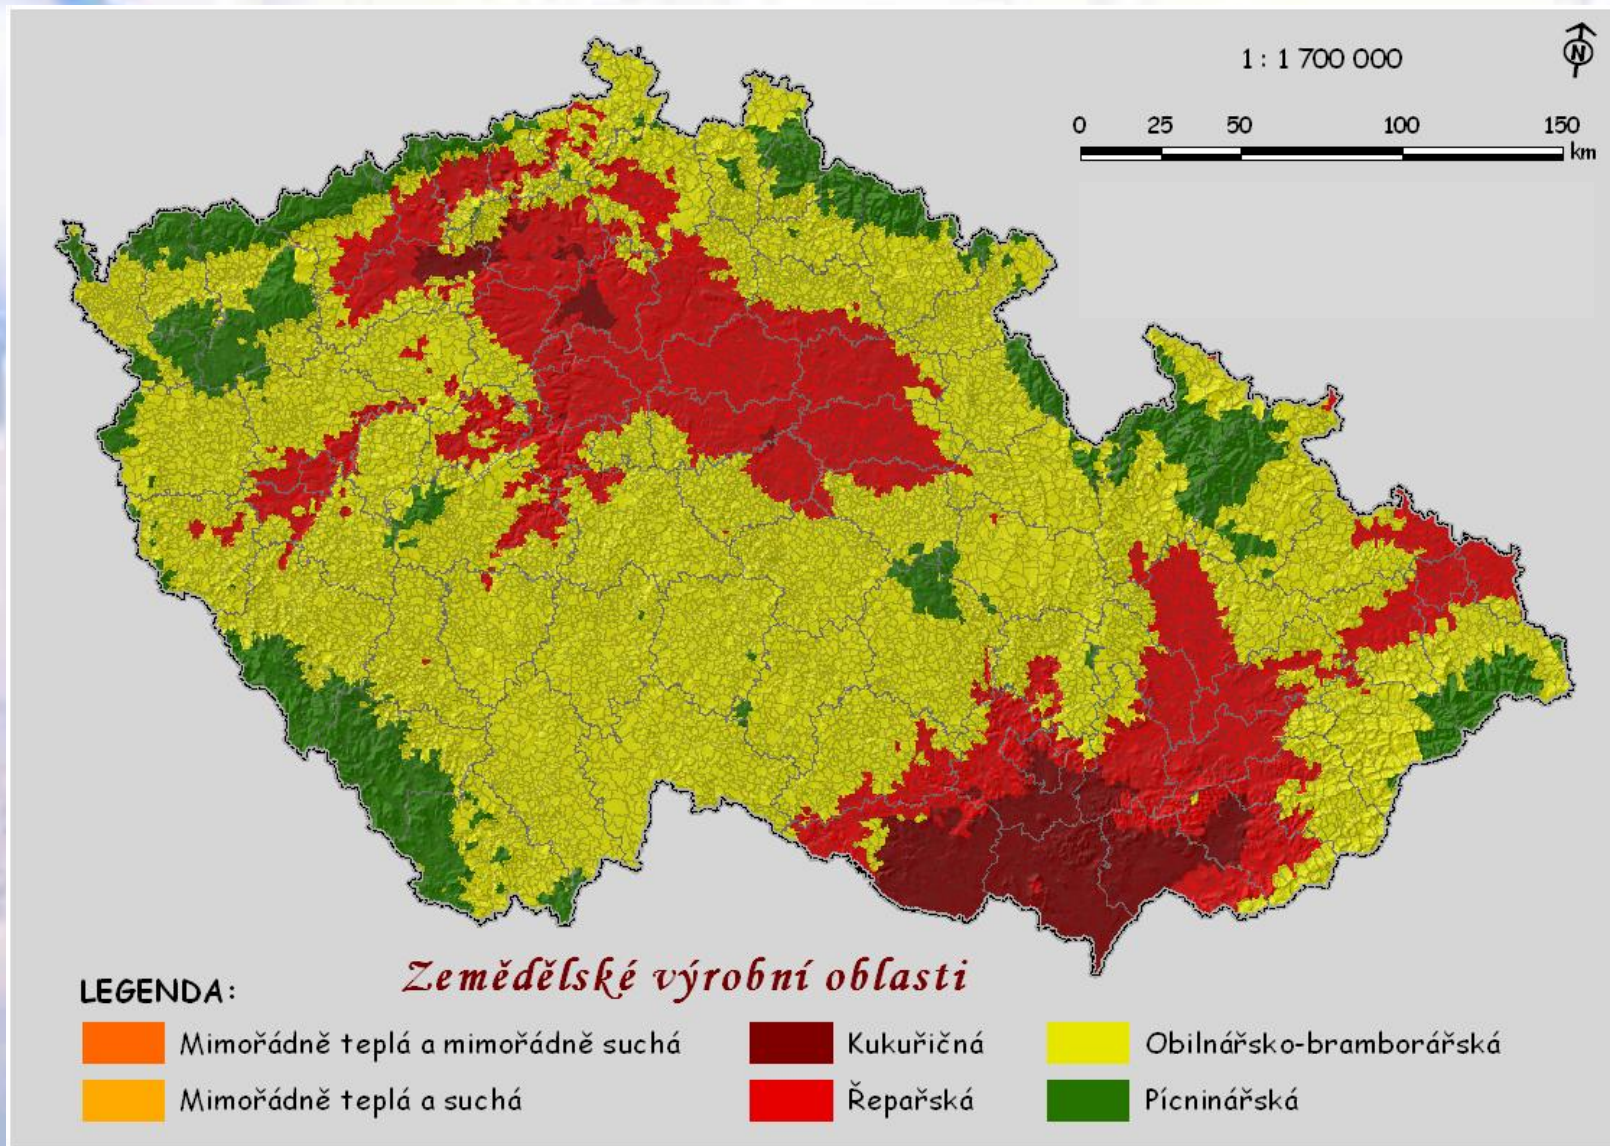 1 : 1 700 000
N
0 25 50 100 150
km
Zemědělské výrobní oblasti
LEGENDA:
Mimořádně teplá a mimořádně suchá
Mimořádně teplá a suchá
Kukuřičná
Řepařská
Obilnářsko-bramborářská
Pícninářská